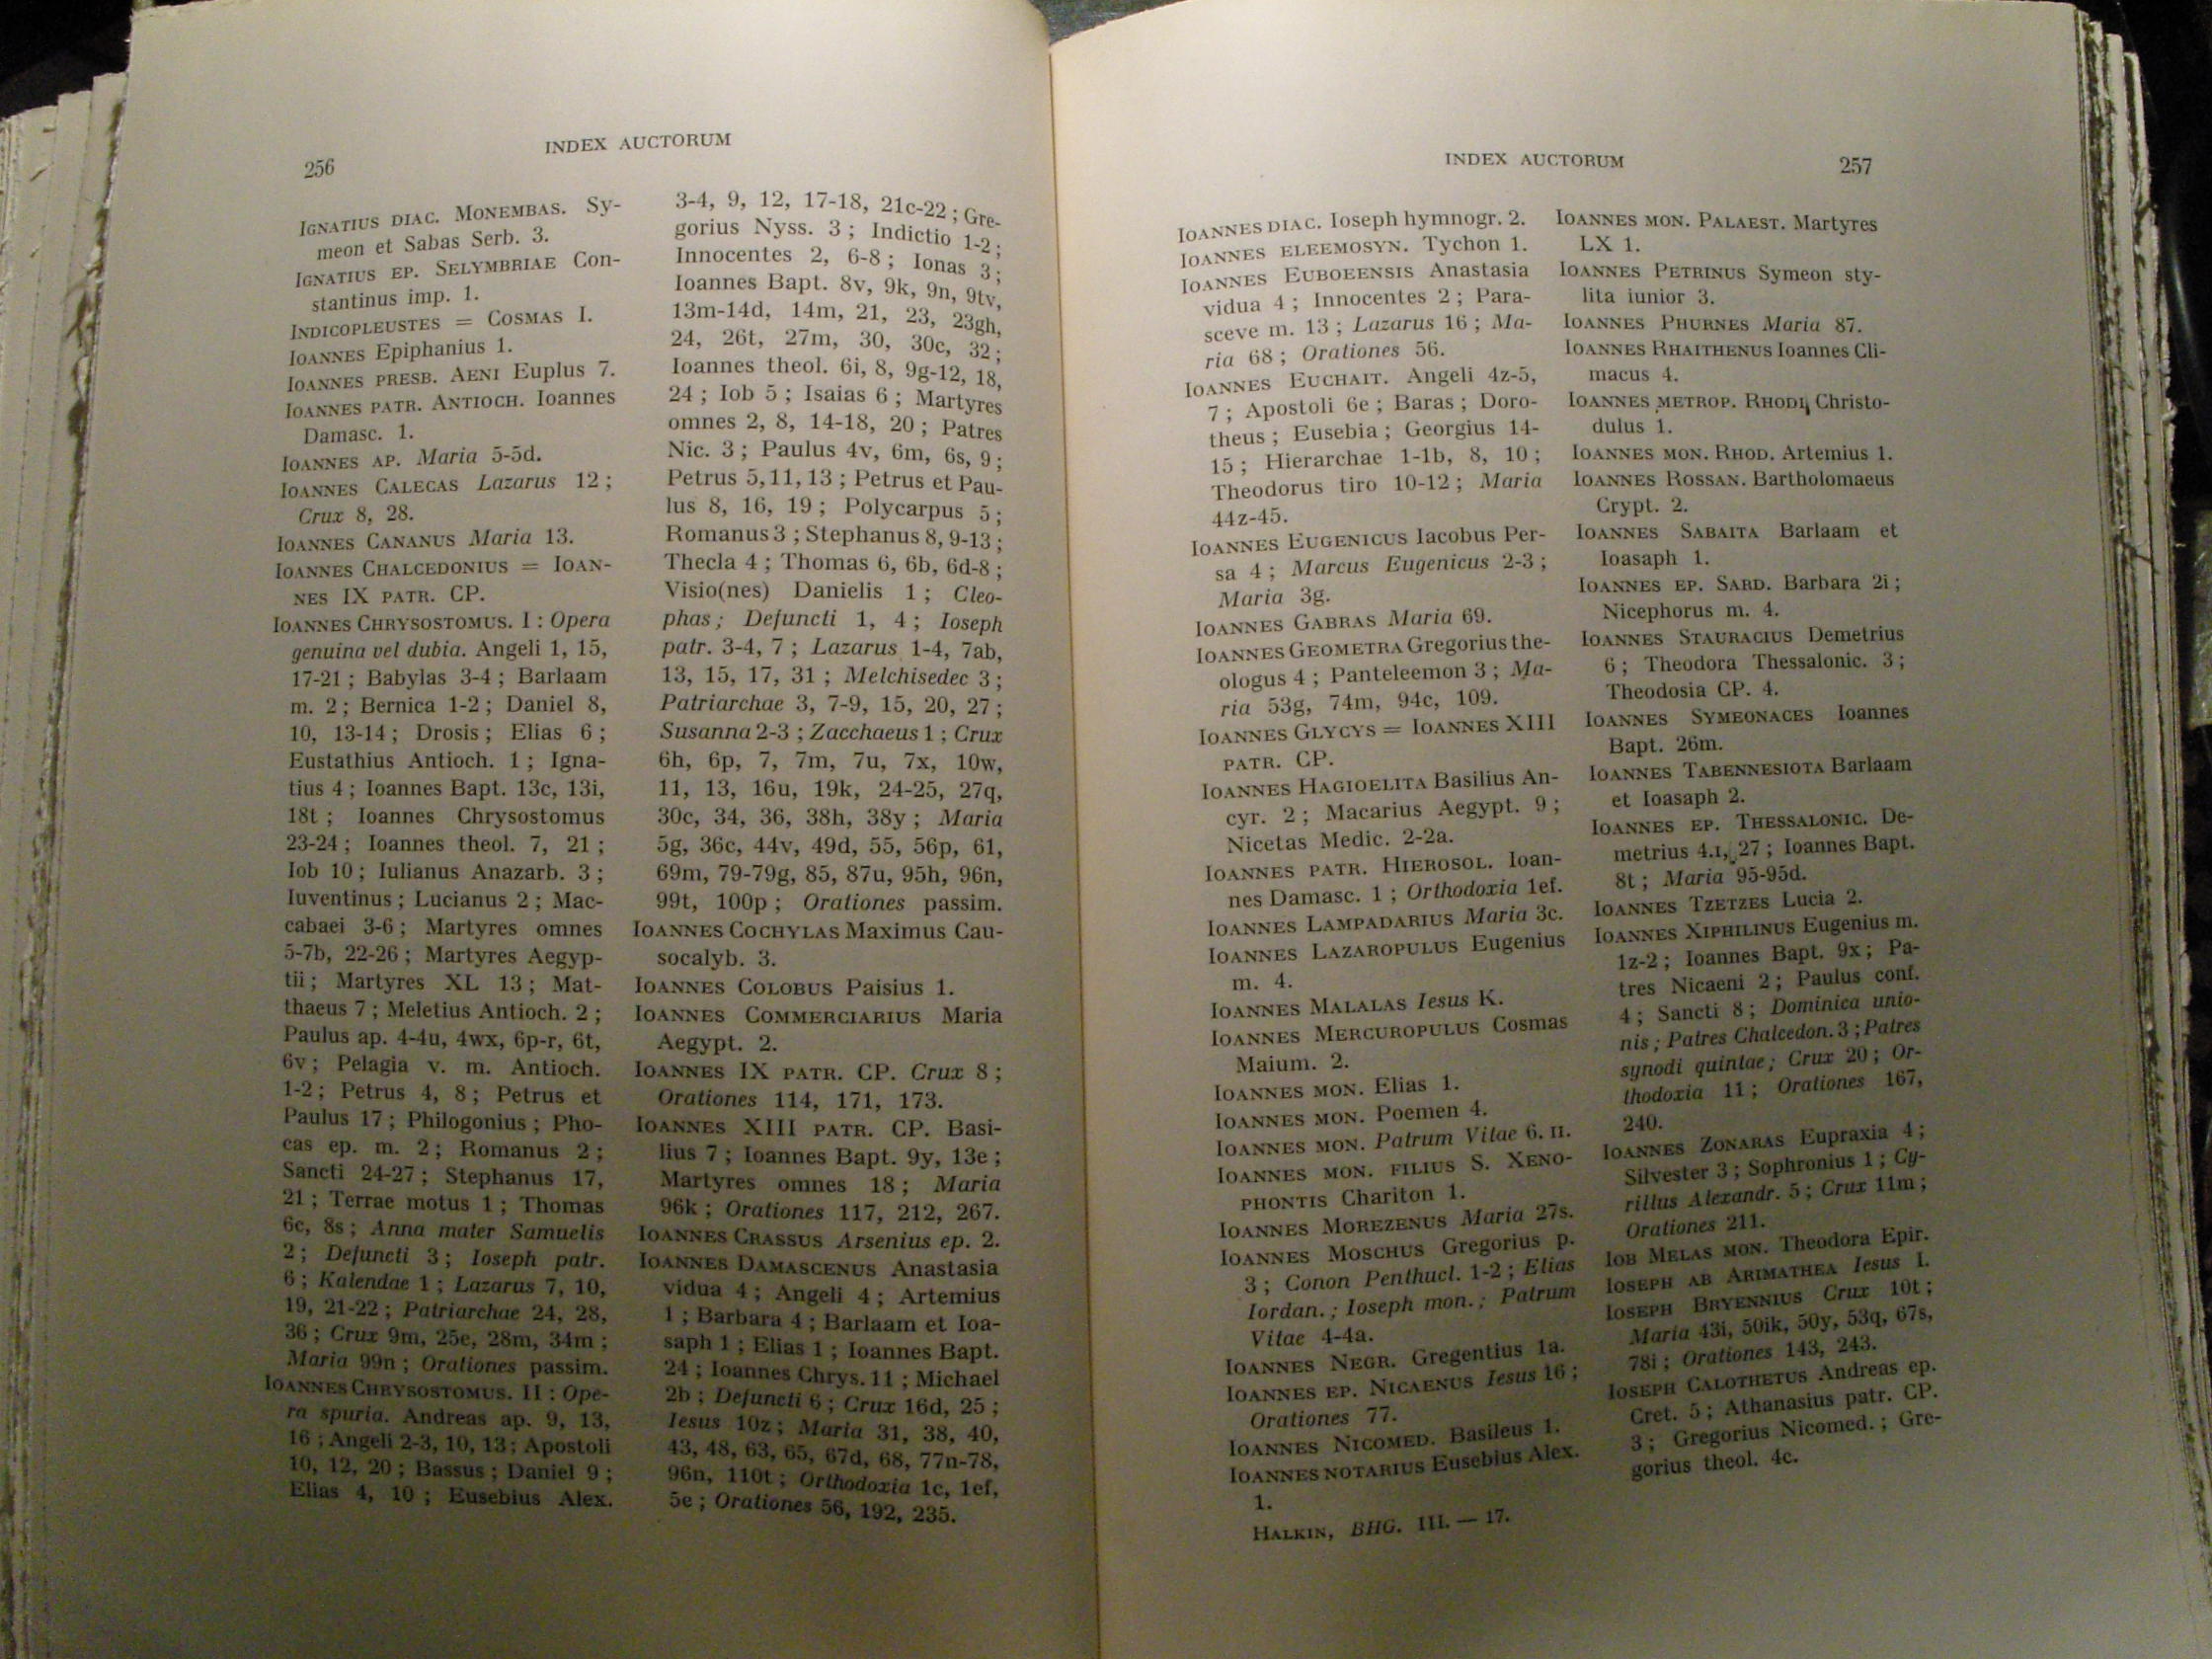 256
INDEX AUCTORUM
IGNATIUS DIAC. MONEMBAS. Sy-
meon et Sabas Serb. 3.
IGNATIUS EP. SELYMBRIAE Con-
stantinus imp. 1.
INDICOPLEUSTES = COSMAS I.
IOANNES Epiphanius 1.
IOANNES PRESB. AENI Euplus 7.
IOANNES PATR. ANTIOCH. Ioannes
Damasc. 1.
IOANNES AP. Maria 5-5d.
IOANNES CALECAS Lazarus 12 ;
Crux 8, 28.
IOANNES CANANUS Maria 13.
IOANNES CHALCEDONIUS = IOAN-
NES IX PATR. CP.
IOANNES CHRYSOSTOMUS. I : Opera
genuina vel dubia. Angeli 1, 15,
17-21 ; Babylas 3-4 ; Barlaam
m. 2 ; Bernica 1-2 ; Daniel 8,
10, 13-14 ; Drosis ; Elias 6 ;
Eustathius Antioch. 1 ; Igna-
tius 4 ; Ioannes Bapt. 13c, 13i,
18t ; Ioannes Chrysostomus
23-24 ; Ioannes theol. 7, 21 ;
Iob 10 ; Iulianus Anazarb. 3 ;
Iuventinus ; Lucianus 2 ; Mac-
cabaei 3-6 ; Martyres omnes
5-7b, 22-26 ; Martyres Aegyp-
tii ; Martyres XL 13 ; Mat-
thaeus 7 ; Meletius Antioch. 2 ;
Paulus ap. 4-4u, 4wx, 6p-r, 6t,
6v ; Pelagia v. m. Antioch.
1-2 ; Petrus 4, 8 ; Petrus et
Paulus 17 ; Philogonius ; Pho-
cas ep. m. 2 ; Romanus 2 ;
Sancti 24-27 ; Stephanus 17,
21 ; Terrae motus 1 ; Thomas
6c, 8s ; Anna mater Samuelis
2 ; Defuncti 3 ; Ioseph patr.
6 ; Kalendae 1 ; Lazarus 7, 10,
19, 21-22 ; Patriarchae 24, 28,
36 ; Crux 9m, 25e, 28m, 34m ;
Maria 99n ; Orationes passim.
IOANNES CHRYSOSTOMUS. II : Ope-
ra spuria. Andreas ap. 9, 13,
16 ; Angeli 2-3, 10, 13 ; Apostoli
10, 12, 20 ; Bassus ; Daniel 9 ;
Elias 4, 10 ; Eusebius Alex.
3-4, 9, 12, 17-18, 21c-22 ; Gre-
gorius Nyss. 3 ; Indictio 1-2 ;
Innocentes 2, 6-8 ; Ionas 3 ;
Ioannes Bapt. 8v, 9k, 9n, 9tv,
13m-14d, 14m, 21, 23, 23gh,
24, 26t, 27m, 30, 30c, 32 ;
Ioannes theol. 6i, 8, 9g-12, 18,
24 ; Iob 5 ; Isaias 6 ; Martyres
omnes 2, 8, 14-18, 20 ; Patres
Nic. 3 ; Paulus 4v, 6m, 6s, 9 ;
Petrus 5, 11, 13 ; Petrus et Pau-
lus 8, 16, 19 ; Polycarpus 5 ;
Romanus 3 ; Stephanus 8, 9-13 ;
Thecla 4 ; Thomas 6, 6b, 6d-8 ;
Visio(nes) Danielis 1 ; Cleo-
phas ; Defuncti 1, 4 ; Ioseph
patr. 3-4, 7 ; Lazarus 1-4, 7ab,
13, 15, 17, 31 ; Melchisedec 3 ;
Patriarchae 3, 7-9, 15, 20, 27 ;
Susanna 2-3 ; Zacchaeus 1 ; Crux
6h, 6p, 7, 7m, 7u, 7x, 10w,
11, 13, 16u, 19k, 24-25, 27q,
30c, 34, 36, 38h, 38y ; Maria
5g, 36c, 44v, 49d, 55, 56p, 61,
69m, 79-79g, 85, 87u, 95h, 96n,
99t, 100p ; Orationes passim.
IOANNES COCHYLAS Maximus Cau-
socalyb. 3.
IOANNES COLOBUS Paisius 1.
IOANNES COMMERCIARIUS Maria
Aegypt. 2.
IOANNES IX PATR. CP. Crux 8 ;
Orationes 114, 171, 173.
IOANNES XIII PATR. CP. Basi-
lius 7 ; Ioannes Bapt. 9y, 13e ;
Martyres omnes 18 ; Maria
96k ; Orationes 117, 212, 267.
IOANNES CRASSUS Arsenius ep. 2.
IOANNES DAMASCENUS Anastasia
vidua 4 ; Angeli 4 ; Artemius
1 ; Barbara 4 ; Barlaam et Ioa-
saph 1 ; Elias 1 ; Ioannes Bapt.
24 ; Ioannes Chrys. 11 ; Michael
2b ; Defuncti 6 ; Crux 16d, 25 ;
Iesus 10z ; Maria 31, 38, 40,
43, 48, 63, 65, 67d, 68, 77n-78,
96n, 110t ; Orthodoxia 1c, 1ef,
5e ; Orationes 56, 192, 235.
INDEX AUCTORUM
257
IOANNES DIAC. Ioseph hymnogr. 2.
IOANNES ELEEMOSYN. Tychon 1.
IOANNES EUBOEENSIS Anastasia
vidua 4 ; Innocentes 2 ; Para-
sceve m. 13 ; Lazarus 16 ; Ma-
ria 68 ; Orationes 56.
IOANNES EUCHAIT. Angeli 4z-5,
7 ; Apostoli 6e ; Baras ; Doro-
theus ; Eusebia ; Georgius 14-
15 ; Hierarchae 1-1b, 8, 10 ;
Theodorus tiro 10-12 ; Maria
44z-45.
IOANNES EUGENICUS Iacobus Per-
sa 4 ; Marcus Eugenicus 2-3 ;
Maria 3g.
IOANNES GABRAS Maria 69.
IOANNES GEOMETRA Gregorius the-
ologus 4 ; Panteleemon 3 ; Ma-
ria 53g, 74m, 94c, 109.
IOANNES GLYCYS = IOANNES XIII
PATR. CP.
IOANNES HAGIOELITA Basilius An-
cyr. 2 ; Macarius Aegypt. 9 ;
Nicetas Medic. 2-2a.
IOANNES PATR. HIEROSOL. Ioan-
nes Damasc. 1 ; Orthodoxia 1ef.
IOANNES LAMPADARIUS Maria 3c.
IOANNES LAZAROPULUS Eugenius
m. 4.
IOANNES MALALAS Iesus K.
IOANNES MERCUROPULUS Cosmas
Maium. 2.
IOANNES MON. Elias 1.
IOANNES MON. Poemen 4.
IOANNES MON. Patrum Vitae 6. II.
IOANNES MON. FILIUS S. XENO-
PHONTIS Chariton 1.
IOANNES MOREZENUS Maria 27s.
IOANNES MOSCHUS Gregorius p.
3 ; Conon Penthucl. 1-2 ; Elias
Iordan. ; Ioseph mon. ; Patrum
Vitae 4-4a.
IOANNES NEGR. Gregentius 1a.
IOANNES EP. NICAENUS Iesus 16 ;
Orationes 77.
IOANNES NICOMED. Basileus 1.
IOANNES NOTARIUS Eusebius Alex.
1.
HALKIN, BHG. III. — 17.
IOANNES MON. PALAEST. Martyres
LX 1.
IOANNES PETRINUS Symeon sty-
lita iunior 3.
IOANNES PHURNES Maria 87.
IOANNES RHAITHENUS Ioannes Cli-
macus 4.
IOANNES METROP. RHODI, Christo-
dulus 1.
IOANNES MON. RHOD. Artemius 1.
IOANNES ROSSAN. Bartholomaeus
Crypt. 2.
IOANNES SABAITA Barlaam et
Ioasaph 1.
IOANNES EP. SARD. Barbara 2i ;
Nicephorus m. 4.
IOANNES STAURACIUS Demetrius
6 ; Theodora Thessalonic. 3 ;
Theodosia CP. 4.
IOANNES SYMEONACES Ioannes
Bapt. 26m.
IOANNES TABENNESIOTA Barlaam
et Ioasaph 2.
IOANNES EP. THESSALONIC. De-
metrius 4.I, 27 ; Ioannes Bapt.
8t ; Maria 95-95d.
IOANNES TZETZES Lucia 2.
IOANNES XIPHILINUS Eugenius m.
1z-2 ; Ioannes Bapt. 9x ; Pa-
tres Nicaeni 2 ; Paulus conf.
4 ; Sancti 8 ; Dominica unio-
nis ; Patres Chalcedon. 3 ; Patres
synodi quintae ; Crux 20 ; Or-
thodoxia 11 ; Orationes 167,
240.
IOANNES ZONARAS Eupraxia 4 ;
Silvester 3 ; Sophronius 1 ; Cy-
rillus Alexandr. 5 ; Crux 11m ;
Orationes 211.
IOB MELAS MON. Theodora Epir.
IOSEPH AB ARIMATHEA Iesus I.
IOSEPH BRYENNIUS Crux 10t ;
Maria 43i, 50ik, 50y, 53q, 67s,
78i ; Orationes 143, 243.
IOSEPH CALOTHETUS Andreas ep.
Cret. 5 ; Athanasius patr. CP.
3 ; Gregorius Nicomed. ; Gre-
gorius theol. 4c.